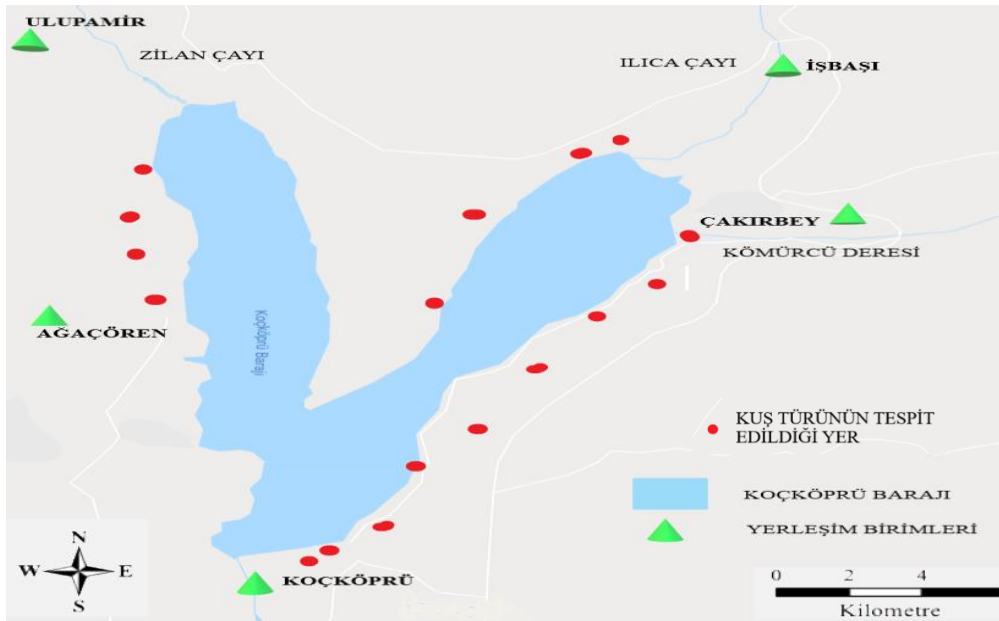 ULUPAMİR
ZİLAN ÇAYI
ILICA ÇAYI
İŞBAŞI
ÇAKIRBEY
KÖMÜRCÜ DERESİ
AĞAÇÖREN
Koçköprü Barajı
KUŞ TÜRÜNÜN TESPİT
EDİLDİĞİ YER
KOÇKÖPRÜ BARAJI
YERLEŞİM BİRİMLERİ
N
W E
S
KOÇKÖPRÜ
0 2 4
Kilometre